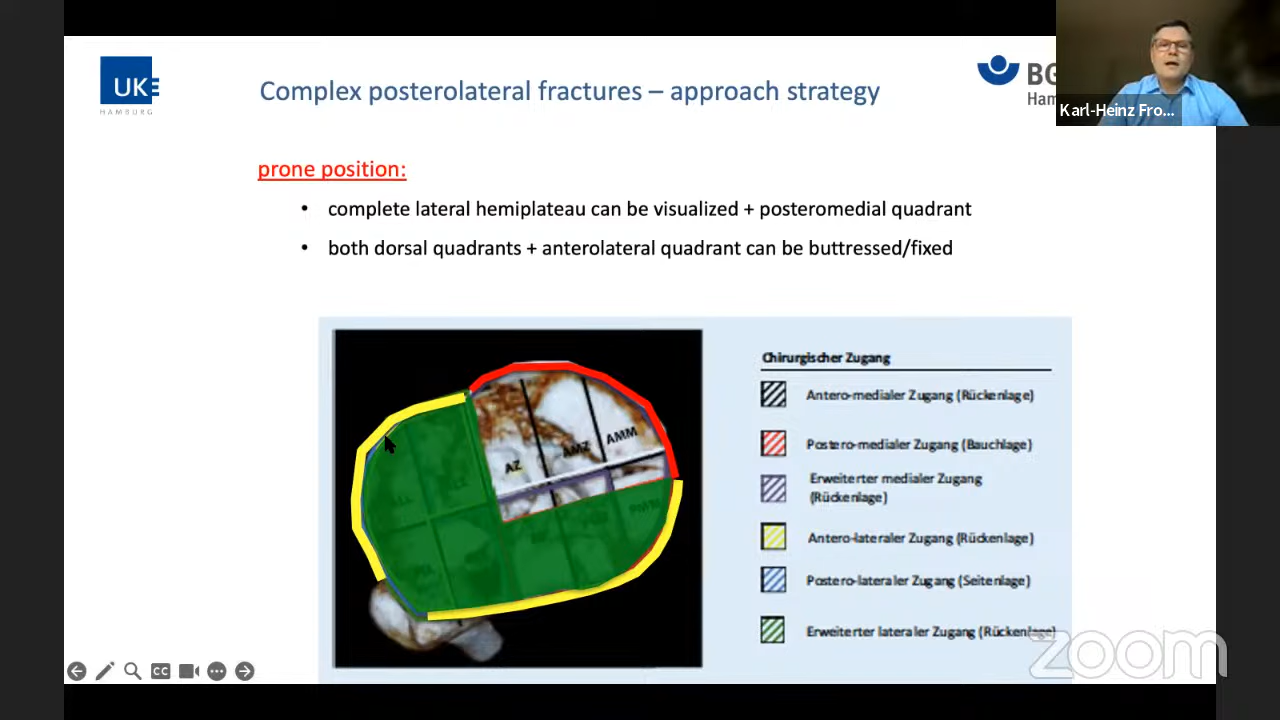 UKE
HAMBURG
Complex posterolateral fractures – approach strategy
BG
Ham
Karl-Heinz Fro...
prone position:
• complete lateral hemiplateau can be visualized + posteromedial quadrant
• both dorsal quadrants + anterolateral quadrant can be buttressed/fixed
AZ
AMZ
AMM
Chirurgischer Zugang
Antero-medialer Zugang (Rückenlage)
Postero-medialer Zugang (Bauchlage)
Erweiterter medialer Zugang
(Rückenlage)
Antero-lateraler Zugang (Rückenlage)
Postero-lateraler Zugang (Seitenlage)
Erweiterter lateraler Zugang (Rückenlage)
CC
zoom